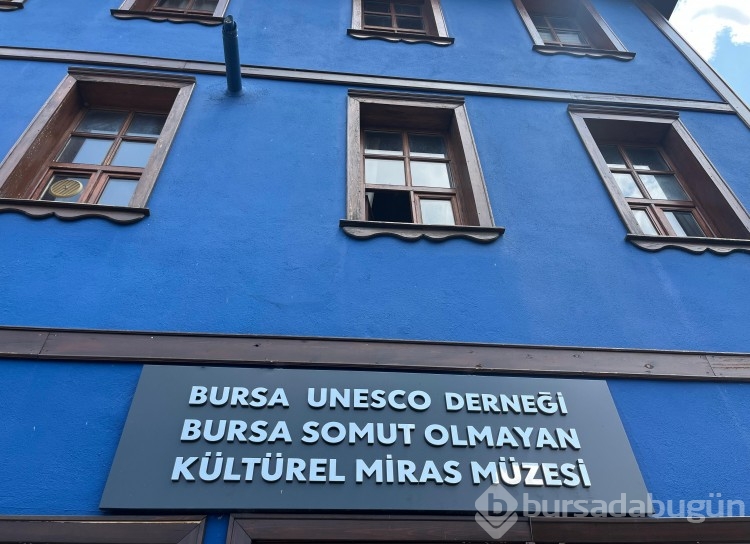 BURSA UNESCO DERNEĞİ
BURSA SOMUT OLMAYAN
KÜLTÜREL MİRAS MÜZESİ
bursadabugün